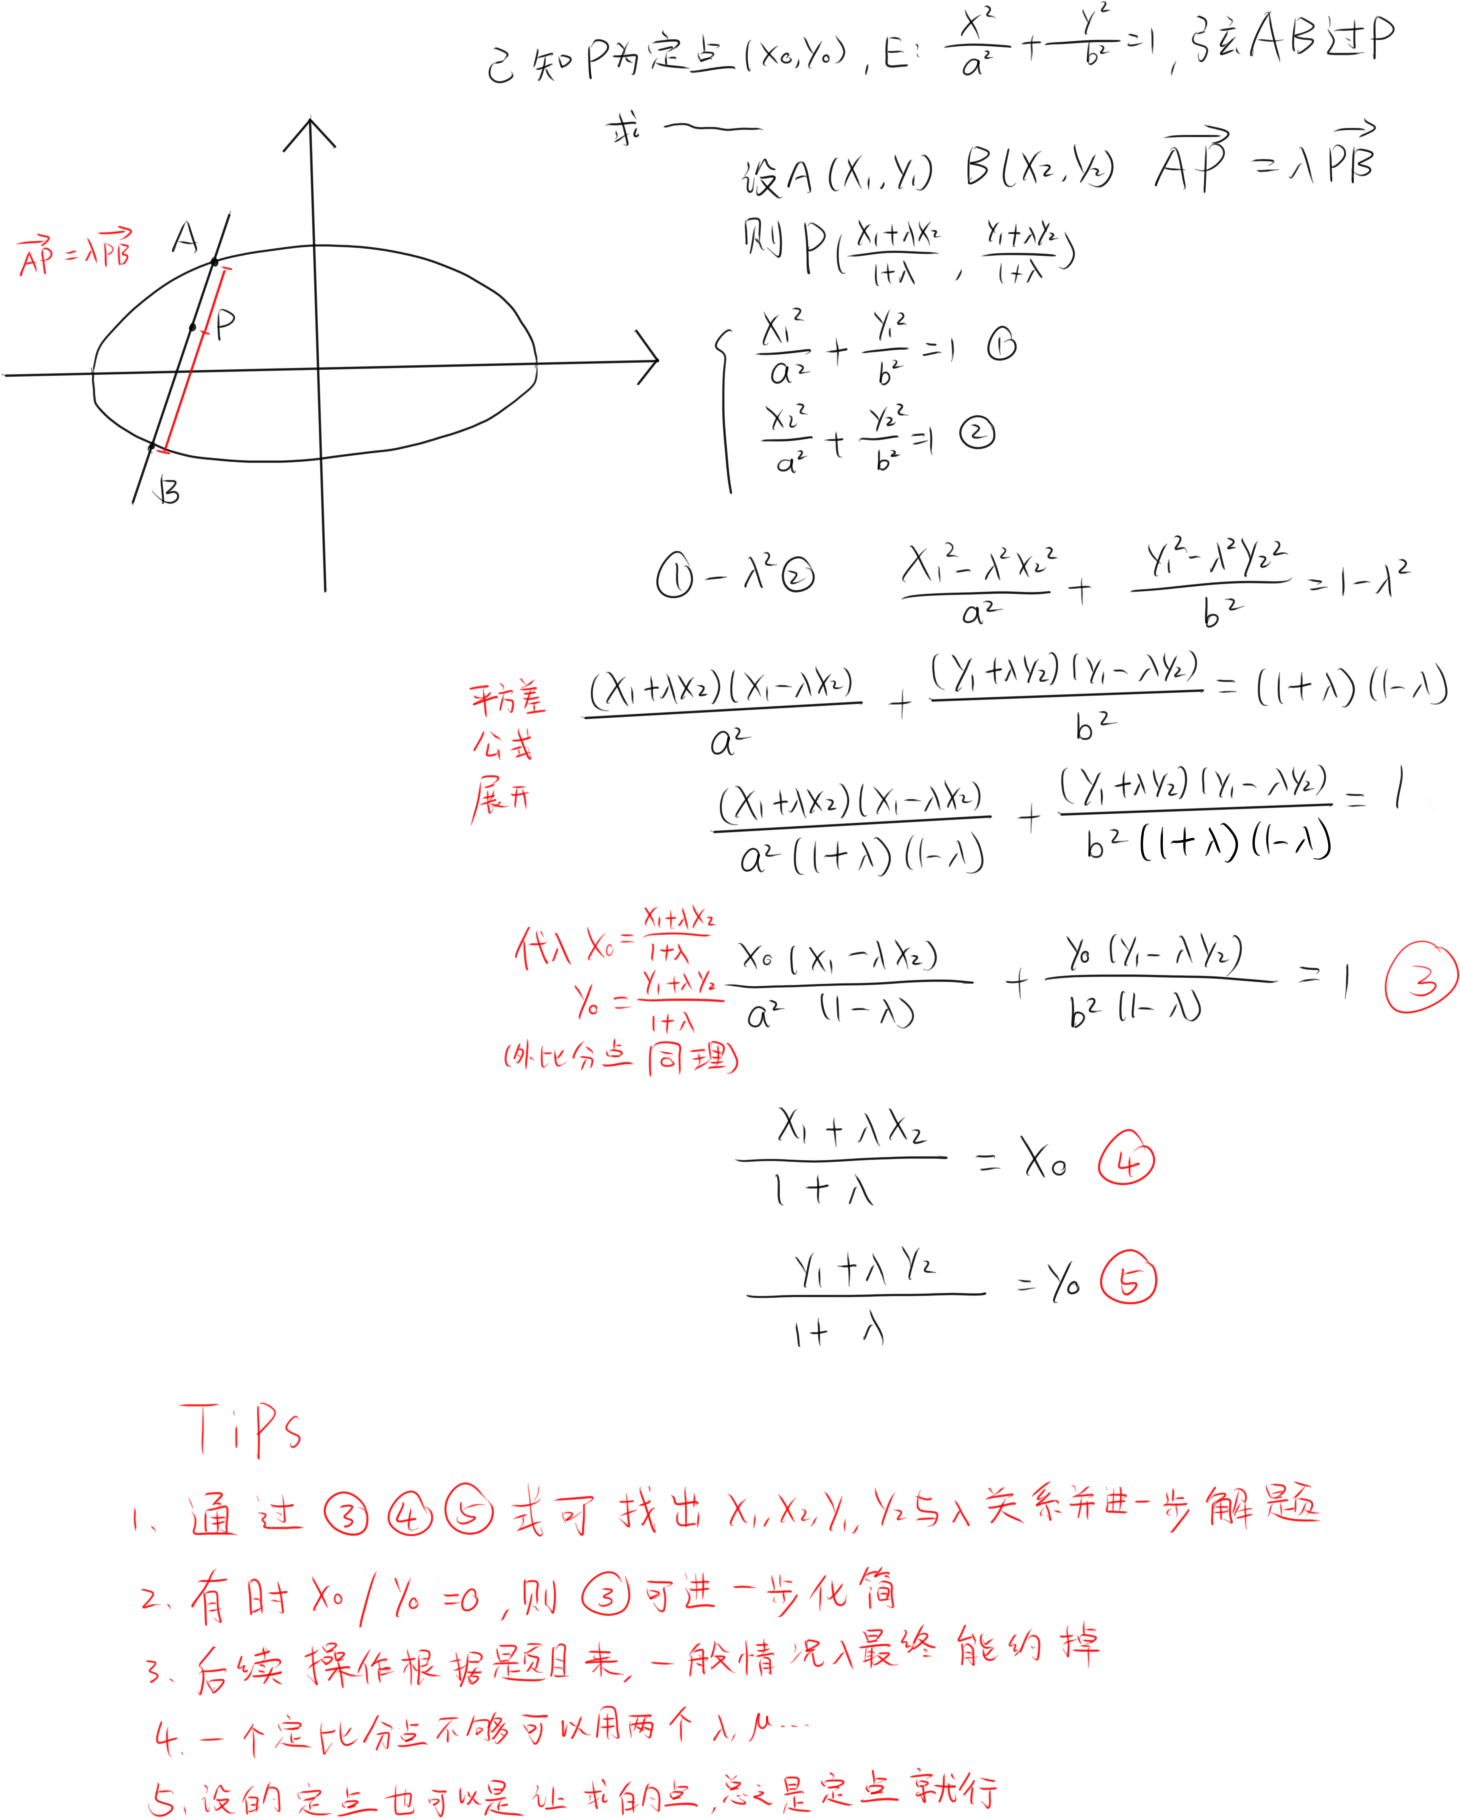 已知P为定点(x₀,y₀),E: x²/a² + y²/b² = 1,弦AB过P
求
设A(x₁,y₁) B(x₂,y₂) AP→ = λPB→
则P((x₁+λx₂)/(1+λ), (y₁+λy₂)/(1+λ))
AP→ = λPB→
A
P
B
x₁²/a² + y₁²/b² = 1 ①
x₂²/a² + y₂²/b² = 1 ②
① - λ²② (x₁²-λ²x₂²)/a² + (y₁²-λ²y₂²)/b² = 1-λ²
平方差
公式
展开
(x₁+λx₂)(x₁-λx₂)/a² + (y₁+λy₂)(y₁-λy₂)/b² = (1+λ)(1-λ)
(x₁+λx₂)(x₁-λx₂)/(a²(1+λ)(1-λ)) + (y₁+λy₂)(y₁-λy₂)/(b²(1+λ)(1-λ)) = 1
代入 x₀ = (x₁+λx₂)/(1+λ)
y₀ = (y₁+λy₂)/(1+λ)
(外比分点同理)
x₀(x₁-λx₂)/(a²(1-λ)) + y₀(y₁-λy₂)/(b²(1-λ)) = 1 ③
(x₁+λx₂)/(1+λ) = x₀ ④
(y₁+λy₂)/(1+λ) = y₀ ⑤
TiPs
1、通过③④⑤式可找出x₁,x₂,y₁,y₂与λ关系并进一步解题
2、有时x₀/y₀=0,则③可进一步化简
3、后续操作根据题目来,一般情况λ最终能约掉
4.一个定比分点不够可以用两个λ,μ...
5、设的定点也可以是让求的点,总之是定点就行